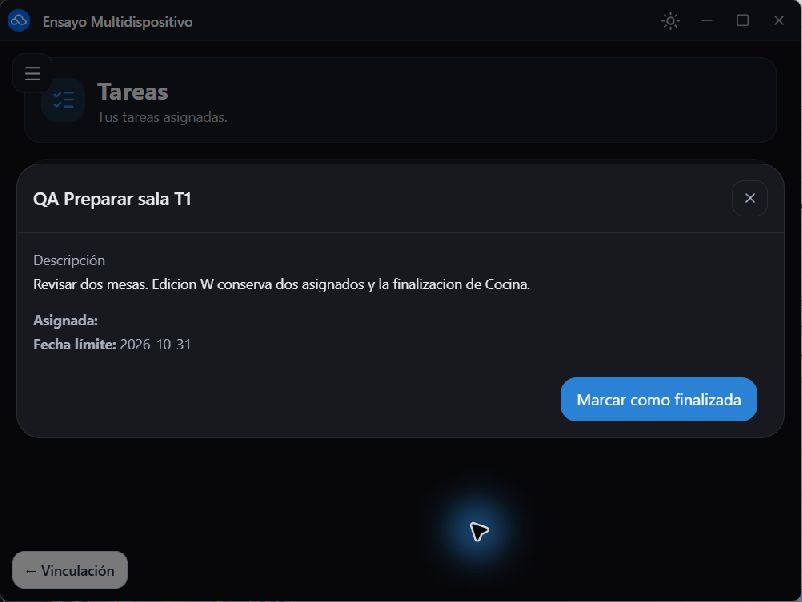 Ensayo Multidispositivo
Tareas
Tus tareas asignadas.
QA Preparar sala T1
Descripción
Revisar dos mesas. Edicion W conserva dos asignados y la finalizacion de Cocina.
Asignada:
Fecha límite: 2026-10-31
Marcar como finalizada
← Vinculación